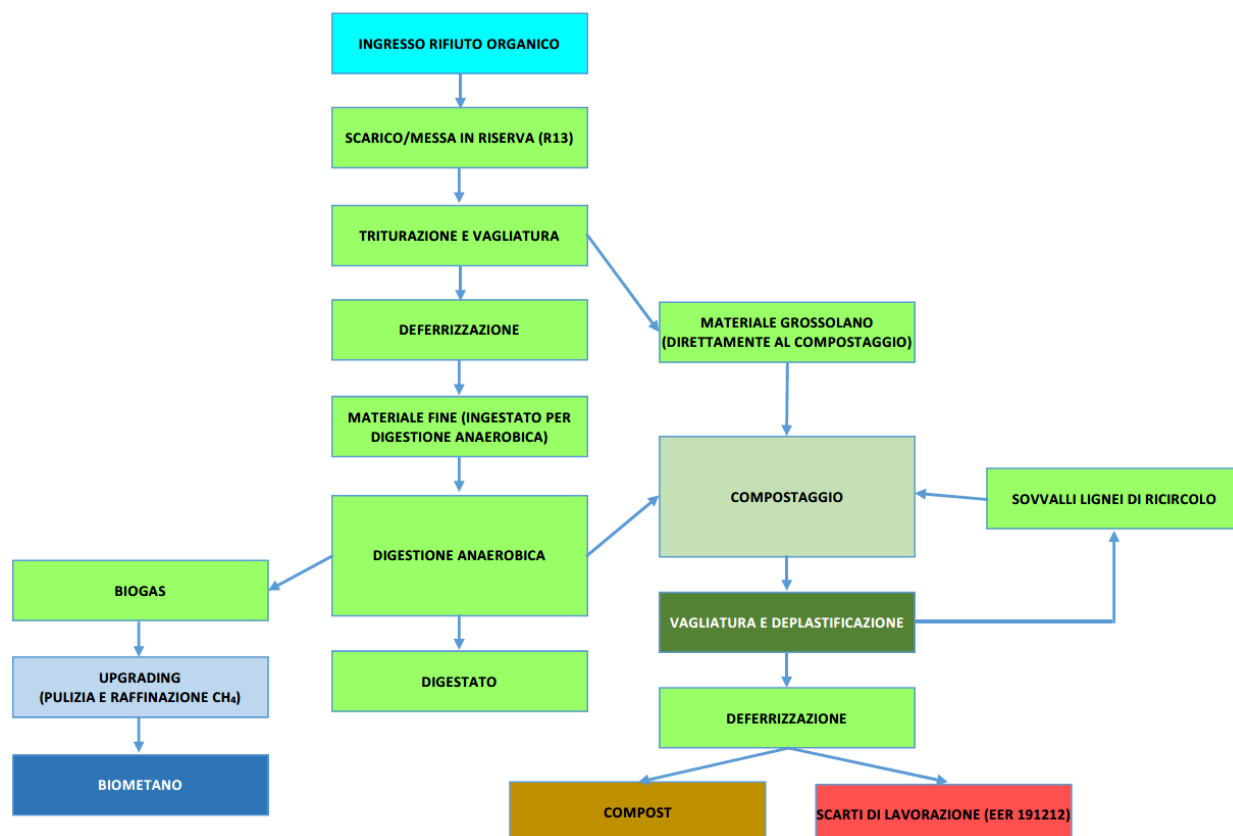 INGRESSO RIFIUTO ORGANICO
SCARICO/MESSA IN RISERVA (R13)
TRITURAZIONE E VAGLIATURA
DEFERRIZZAZIONE
MATERIALE GROSSOLANO
(DIRETTAMENTE AL COMPOSTAGGIO)
MATERIALE FINE (INGESTATO PER
DIGESTIONE ANAEROBICA)
COMPOSTAGGIO
SOVVALLI LIGNEI DI RICIRCOLO
DIGESTIONE ANAEROBICA
BIOGAS
VAGLIATURA E DEPLASTIFICAZIONE
UPGRADING
(PULIZIA E RAFFINAZIONE CH₄)
DIGESTATO
DEFERRIZZAZIONE
BIOMETANO
COMPOST
SCARTI DI LAVORAZIONE (EER 191212)